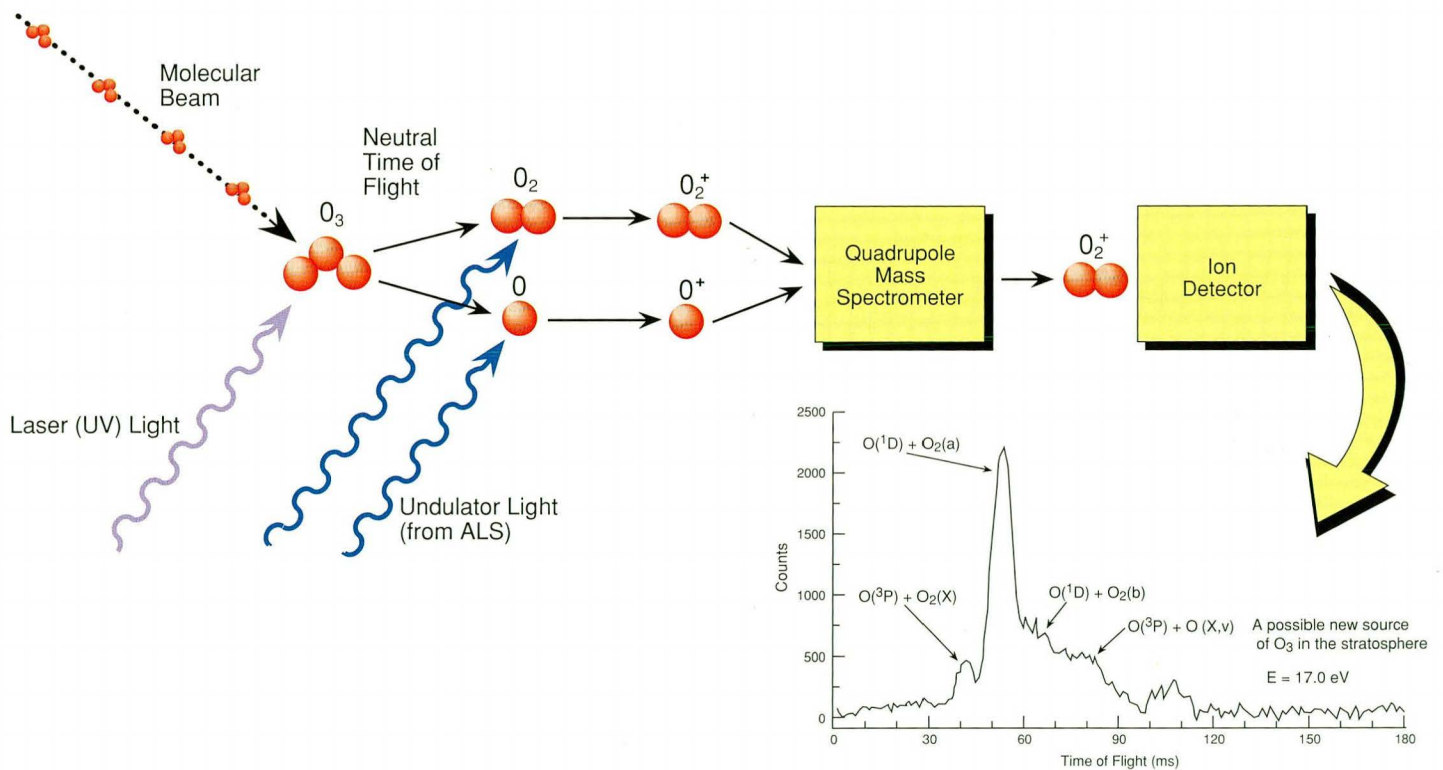 Molecular
Beam
Neutral
Time of
Flight
O₃
O₂
O₂⁺
O
O⁺
Quadrupole
Mass
Spectrometer
O₂⁺
Ion
Detector
Laser (UV) Light
Undulator Light
(from ALS)
Counts
2500
2000
1500
1000
500
0
O(¹D) + O₂(a)
O(³P) + O₂(X)
O(¹D) + O₂(b)
O(³P) + O (X,v)
A possible new source
of O₃ in the stratosphere
E = 17.0 eV
0 30 60 90 120 150 180
Time of Flight (ms)